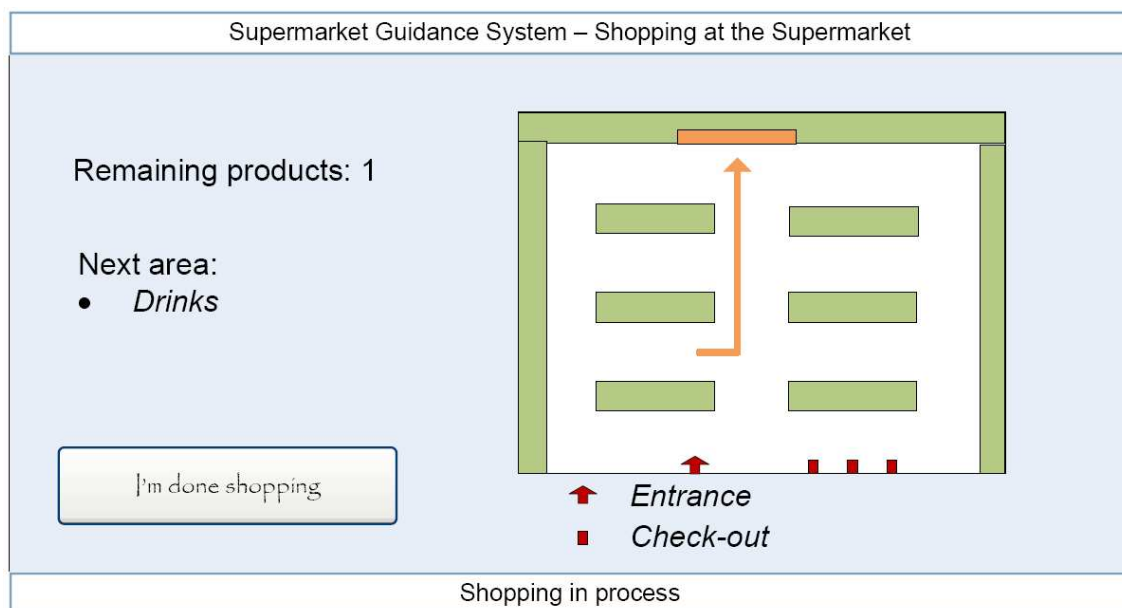 Supermarket Guidance System – Shopping at the Supermarket
Remaining products: 1
Next area:
• Drinks
I'm done shopping
Entrance
Check-out
Shopping in process